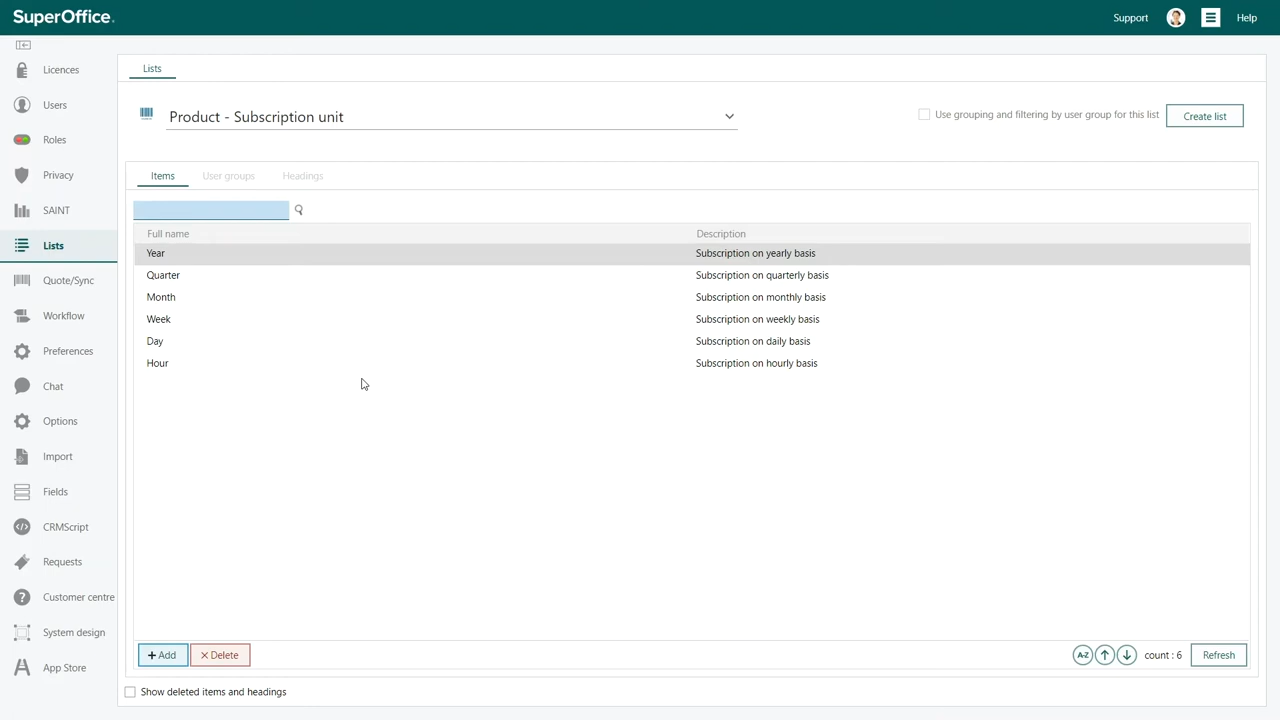 SuperOffice.
Support
Help
Licences
Users
Roles
Privacy
SAINT
Lists
Quote/Sync
Workflow
Preferences
Chat
Options
Import
Fields
CRMScript
Requests
Customer centre
System design
App Store
Lists
Product - Subscription unit
Use grouping and filtering by user group for this list
Create list
Items User groups Headings
Full name Description
Year Subscription on yearly basis
Quarter Subscription on quarterly basis
Month Subscription on monthly basis
Week Subscription on weekly basis
Day Subscription on daily basis
Hour Subscription on hourly basis
+ Add
× Delete
A-Z
count : 6
Refresh
Show deleted items and headings